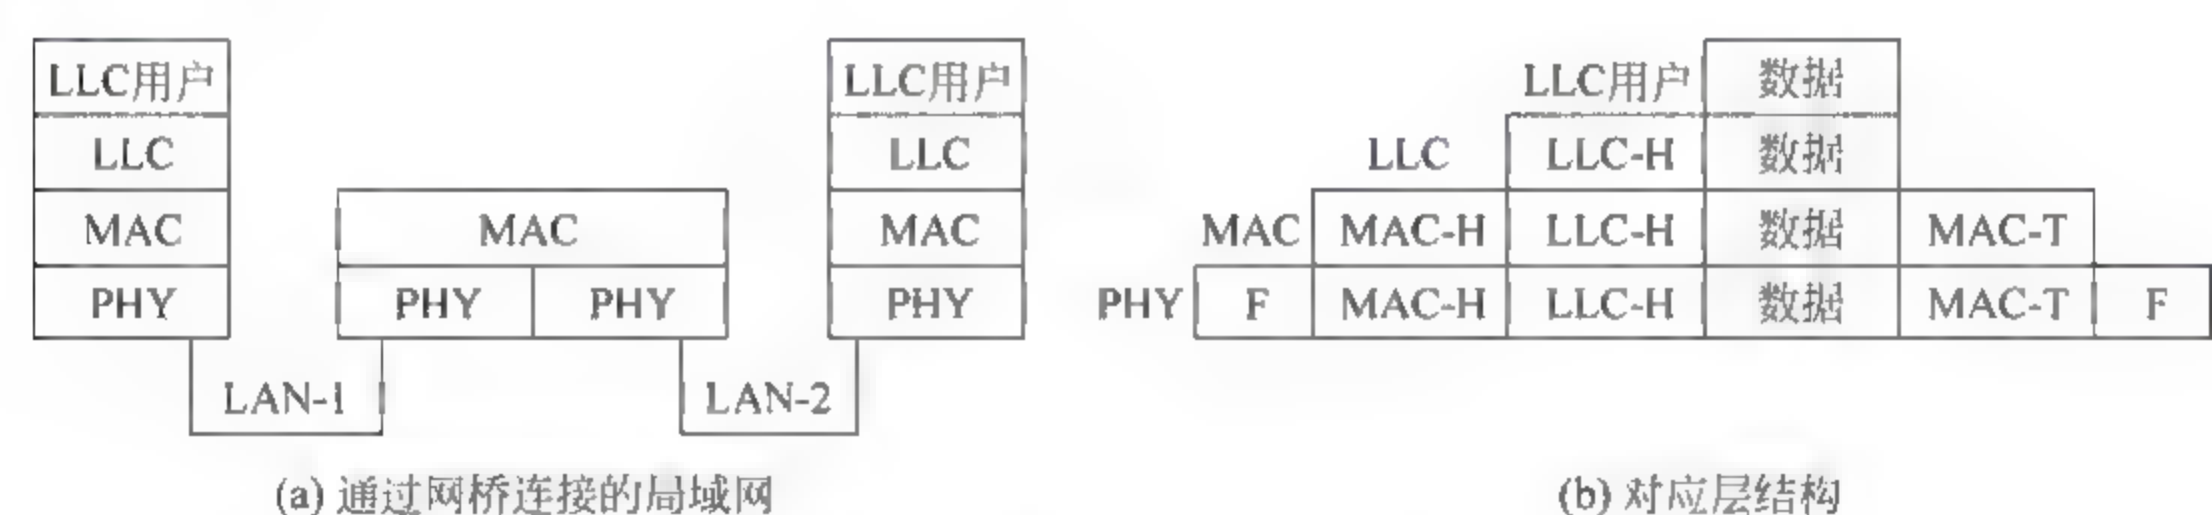 LLC用户 LLC用户 LLC用户 数据
LLC LLC LLC LLC-H 数据
MAC MAC MAC MAC MAC-H LLC-H 数据 MAC-T
PHY PHY PHY PHY PHY F MAC-H LLC-H 数据 MAC-T F
LAN-1 LAN-2
(a) 通过网桥连接的局域网 (b) 对应层结构